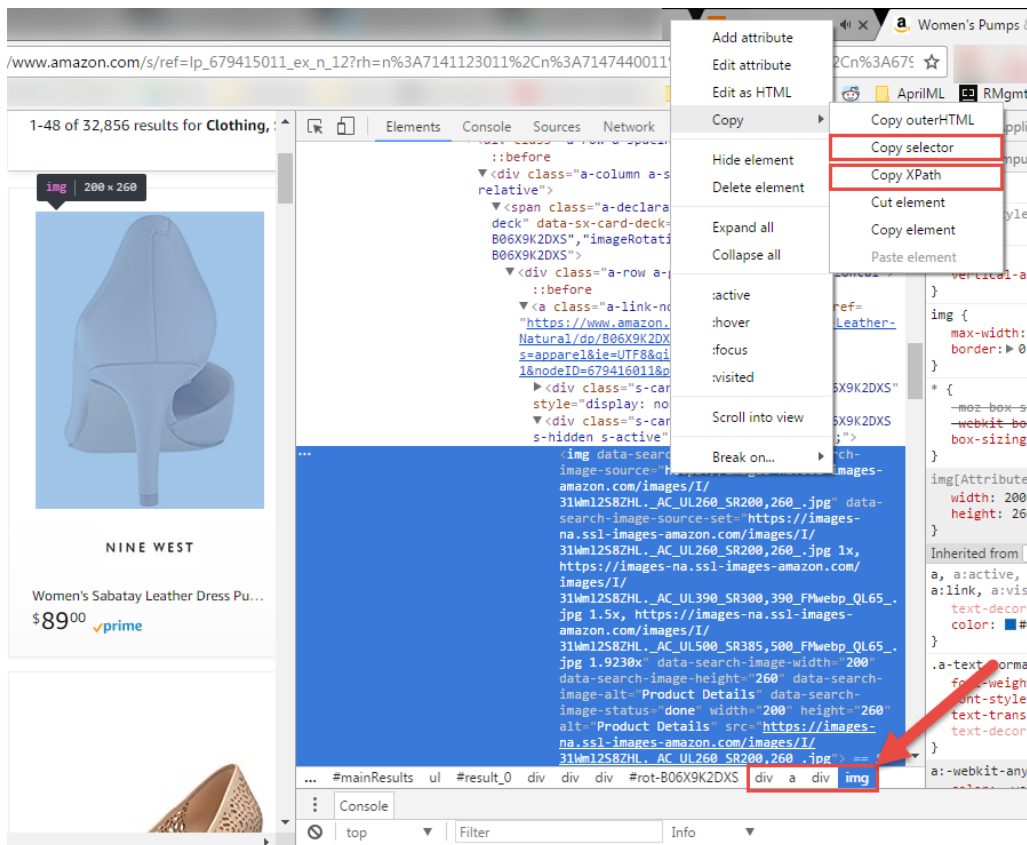 Women's Pumps
/www.amazon.com/s/ref=lp_679415011_ex_n_12?rh=n%3A7141123011%2Cn%3A7147440011%
2Cn%3A679
AprilML RMgmt
1-48 of 32,856 results for Clothing,
Elements Console Sources Network
img 200 × 260
::before
▼<div class="a-column a-s
relative">
▼<span class="a-declara
deck" data-sx-card-deck=
B06X9K2DXS","imageRotati
B06X9K2DXS">
▼<div class="a-row a-
::before
▼<a class="a-link-no
ref=
"https://www.amazon.
Leather-
Natural/dp/B06X9K2DX
s=apparel&ie=UTF8&qi
1&nodeID=679416011&p
▶<div class="s-car
6X9K2DXS"
style="display: no
▼<div class="s-car
6X9K2DXS
s-hidden s-active"
;">
Add attribute
Edit attribute
Edit as HTML
Copy
Hide element
Delete element
Expand all
Collapse all
:active
:hover
:focus
:visited
Scroll into view
Break on...
Copy outerHTML
Copy selector
Copy XPath
Cut element
Copy element
Paste element
<img data-sear
rch-
image-source="h
images-
amazon.com/images/I/
31Wml2S8ZHL._AC_UL260_SR200,260_.jpg" data-
search-image-source-set="https://images-
na.ssl-images-amazon.com/images/I/
31Wml2S8ZHL._AC_UL260_SR200,260_.jpg 1x,
https://images-na.ssl-images-amazon.com/
images/I/
31Wml2S8ZHL._AC_UL390_SR300,390_FMwebp_QL65_.
jpg 1.5x, https://images-na.ssl-images-
amazon.com/images/I/
31Wml2S8ZHL._AC_UL500_SR385,500_FMwebp_QL65_.
jpg 1.9230x" data-search-image-width="200"
data-search-image-height="260" data-search-
image-alt="Product Details" data-search-
image-status="done" width="200" height="260"
alt="Product Details" src="https://images-
na.ssl-images-amazon.com/images/I/
31Wml2S8ZHL._AC_UL260_SR200,260_.jpg"> ==
... #mainResults ul #result_0 div div div #rot-B06X9K2DXS div a div img
vertical-a
}
img {
max-width:
border:▶ 0
}
* {
-moz-box-s
-webkit-bo
box-sizing
}
img[Attribute
width: 200
height: 26
}
Inherited from
a, a:active,
a:link, a:vis
text-decor
color: #
}
.a-text-norma
font-weight
font-style
text-trans
text-decor
}
a:-webkit-any
NINE WEST
Women's Sabatay Leather Dress Pu...
$89 00 prime
Console
top Filter Info